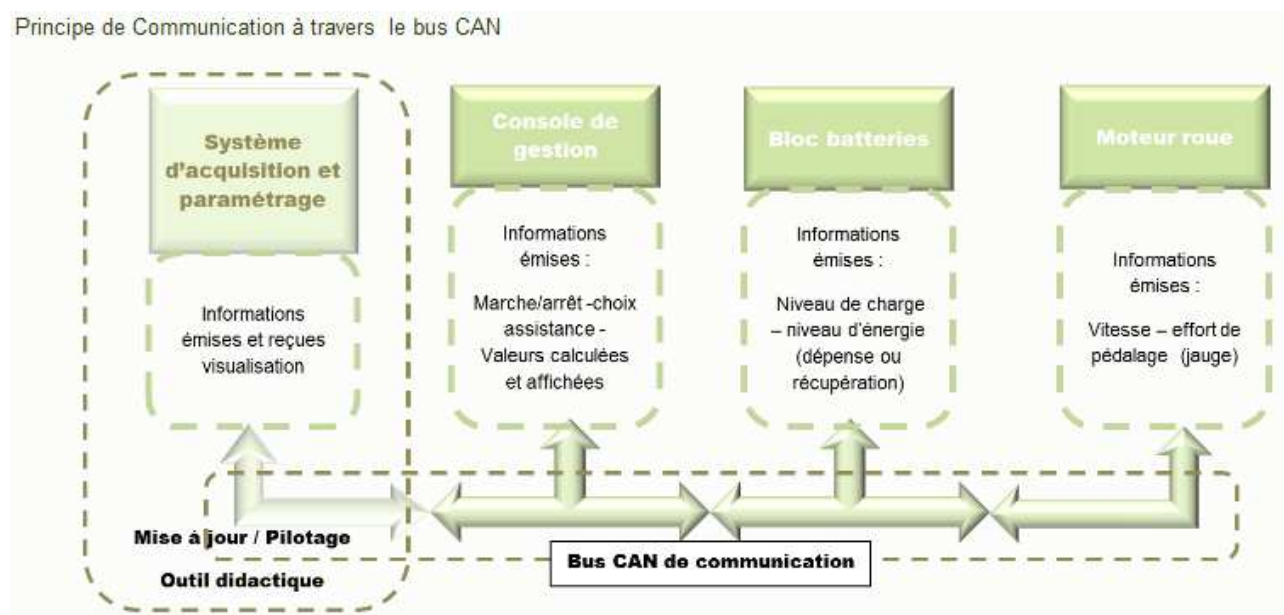 Principe de Communication à travers le bus CAN
Système
d'acquisition et
paramétrage
Informations
émises et reçues
visualisation
Console de
gestion
Informations
émises :
Marche/arrêt -choix
assistance -
Valeurs calculées
et affichées
Bloc batteries
Informations
émises :
Niveau de charge
– niveau d'énergie
(dépense ou
récupération)
Moteur roue
Informations
émises :
Vitesse – effort de
pédalage (jauge)
Mise à jour / Pilotage
Outil didactique
Bus CAN de communication